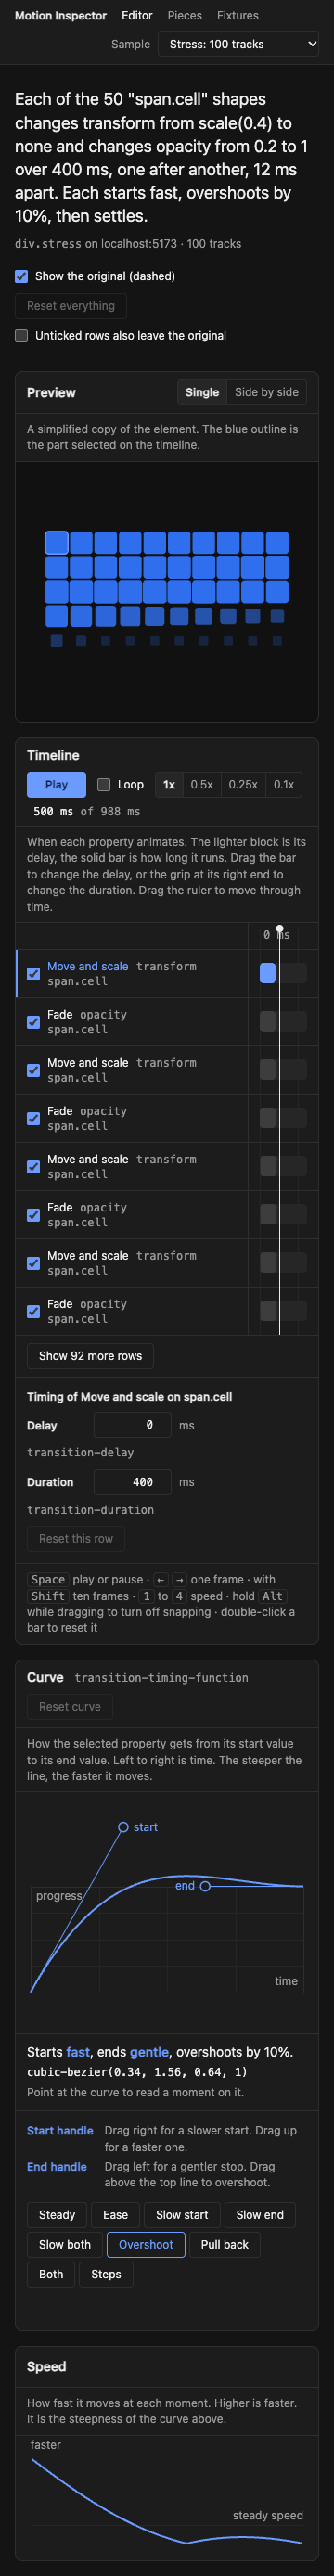 Motion Inspector Editor Pieces Fixtures
Sample Stress: 100 tracks
Each of the 50 "span.cell" shapes
changes transform from scale(0.4) to
none and changes opacity from 0.2 to 1
over 400 ms, one after another, 12 ms
apart. Each starts fast, overshoots by
10%, then settles.
div.stress on localhost:5173 · 100 tracks
Show the original (dashed)
Reset everything
Unticked rows also leave the original
Preview Single Side by side
A simplified copy of the element. The blue outline is
the part selected on the timeline.
Timeline
Play Loop 1x 0.5x 0.25x 0.1x
500 ms of 988 ms
When each property animates. The lighter block is its
delay, the solid bar is how long it runs. Drag the bar
to change the delay, or the grip at its right end to
change the duration. Drag the ruler to move through
time.
0 ms
Move and scale transform
span.cell
Fade opacity
span.cell
Move and scale transform
span.cell
Fade opacity
span.cell
Move and scale transform
span.cell
Fade opacity
span.cell
Move and scale transform
span.cell
Fade opacity
span.cell
Show 92 more rows
Timing of Move and scale on span.cell
Delay 0 ms
transition-delay
Duration 400 ms
transition-duration
Reset this row
Space play or pause · ← → one frame · with
Shift ten frames · 1 to 4 speed · hold Alt
while dragging to turn off snapping · double-click a
bar to reset it
Curve transition-timing-function
Reset curve
How the selected property gets from its start value
to its end value. Left to right is time. The steeper the
line, the faster it moves.
start
end
progress
time
Starts fast, ends gentle, overshoots by 10%.
cubic-bezier(0.34, 1.56, 0.64, 1)
Point at the curve to read a moment on it.
Start handle Drag right for a slower start. Drag up
for a faster one.
End handle Drag left for a gentler stop. Drag
above the top line to overshoot.
Steady Ease Slow start Slow end
Slow both Overshoot Pull back
Both Steps
Speed
How fast it moves at each moment. Higher is faster.
It is the steepness of the curve above.
faster
steady speed